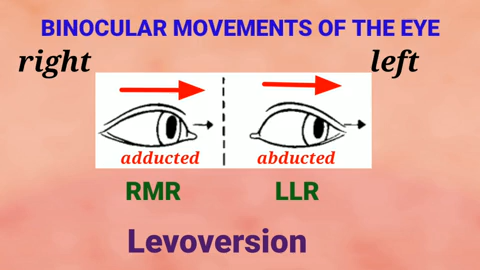 BINOCULAR MOVEMENTS OF THE EYE
right left
adducted abducted
RMR LLR
Levoversion